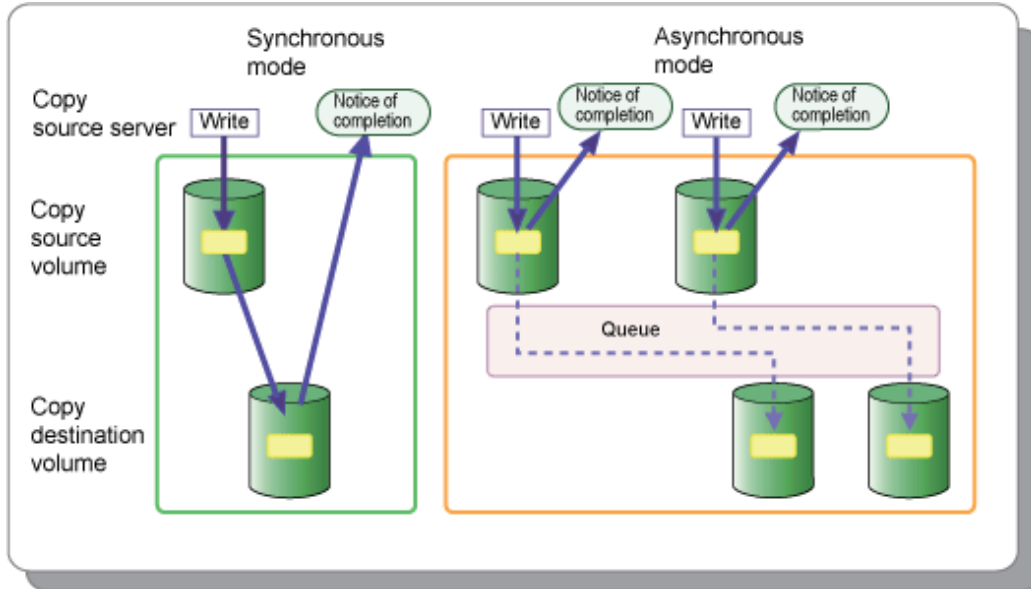 Synchronous
mode
Asynchronous
mode
Copy
source server
Write
Notice of
completion
Write
Notice of
completion
Write
Notice of
completion
Copy
source
volume
Queue
Copy
destination
volume